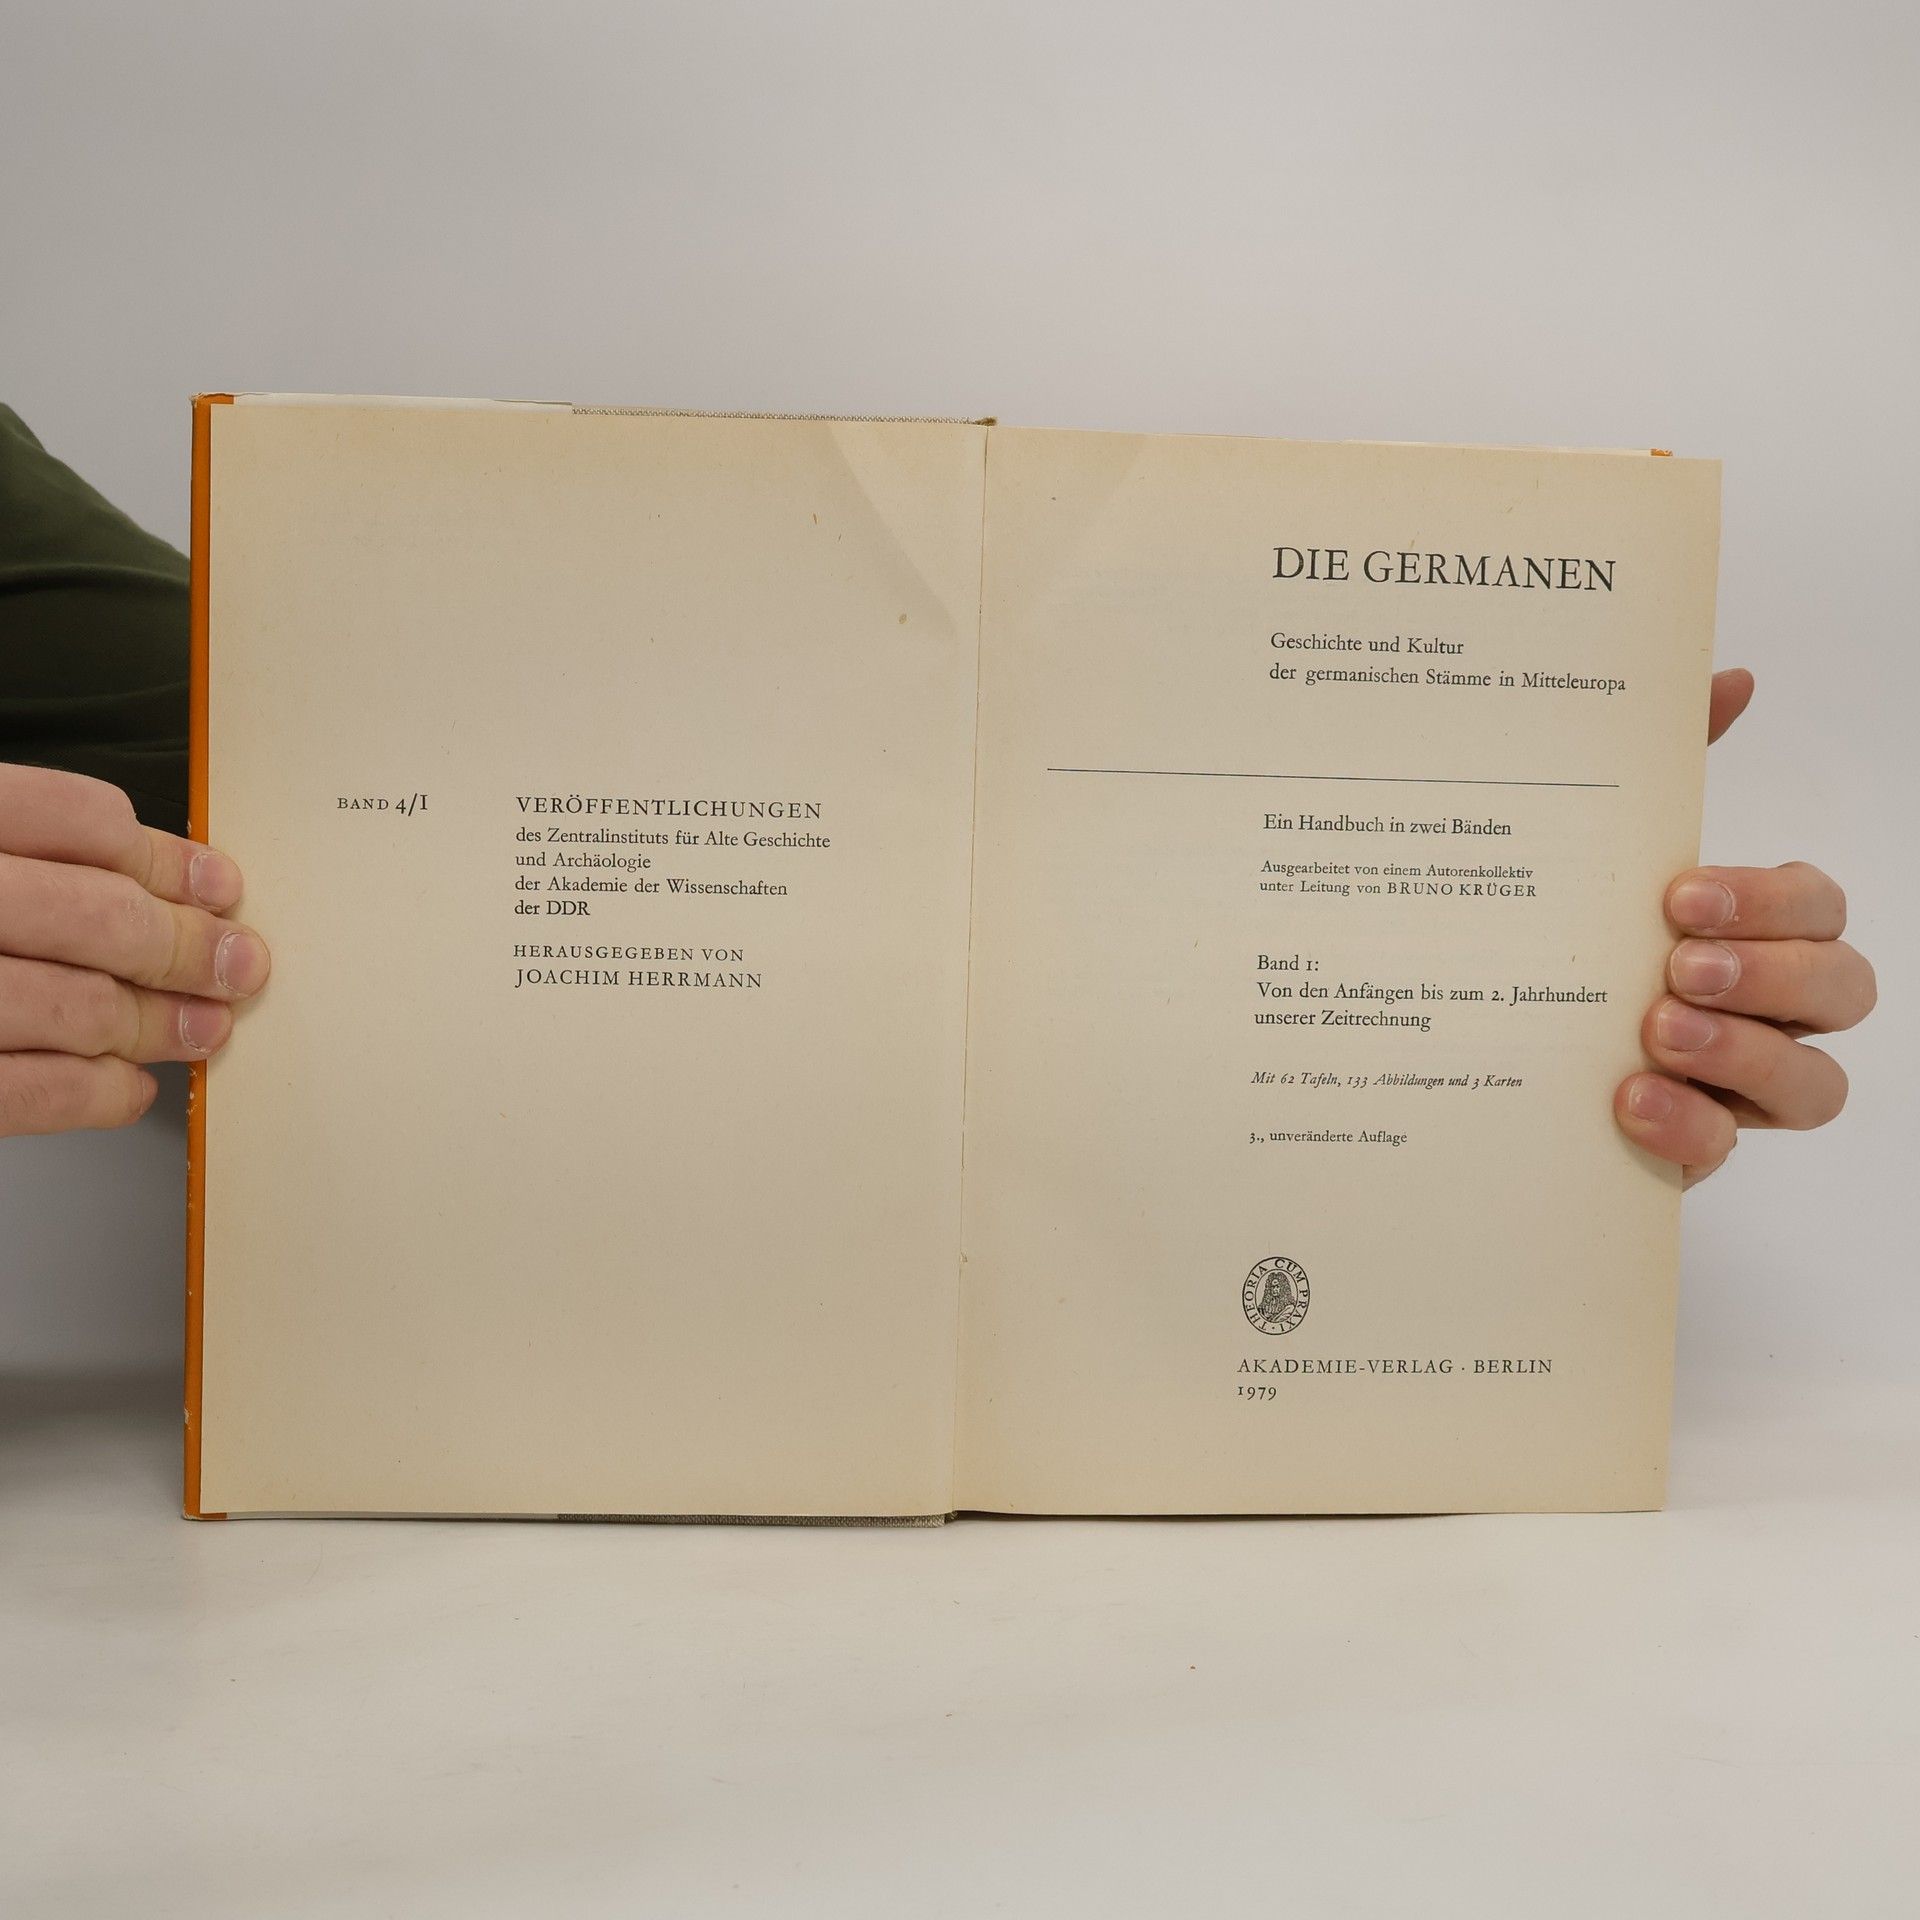 BAND 4/I
VERÖFFENTLICHUNGEN
des Zentralinstituts für Alte Geschichte
und Archäologie
der Akademie der Wissenschaften
der DDR
HERAUSGEGEBEN VON
JOACHIM HERRMANN
DIE GERMANEN
Geschichte und Kultur
der germanischen Stämme in Mitteleuropa
Ein Handbuch in zwei Bänden
Ausgearbeitet von einem Autorenkollektiv
unter Leitung von BRUNO KRÜGER
Band 1:
Von den Anfängen bis zum 2. Jahrhundert
unserer Zeitrechnung
Mit 62 Tafeln, 133 Abbildungen und 3 Karten
3., unveränderte Auflage
THEORIA CUM PRAXI ·
AKADEMIE-VERLAG · BERLIN
1979